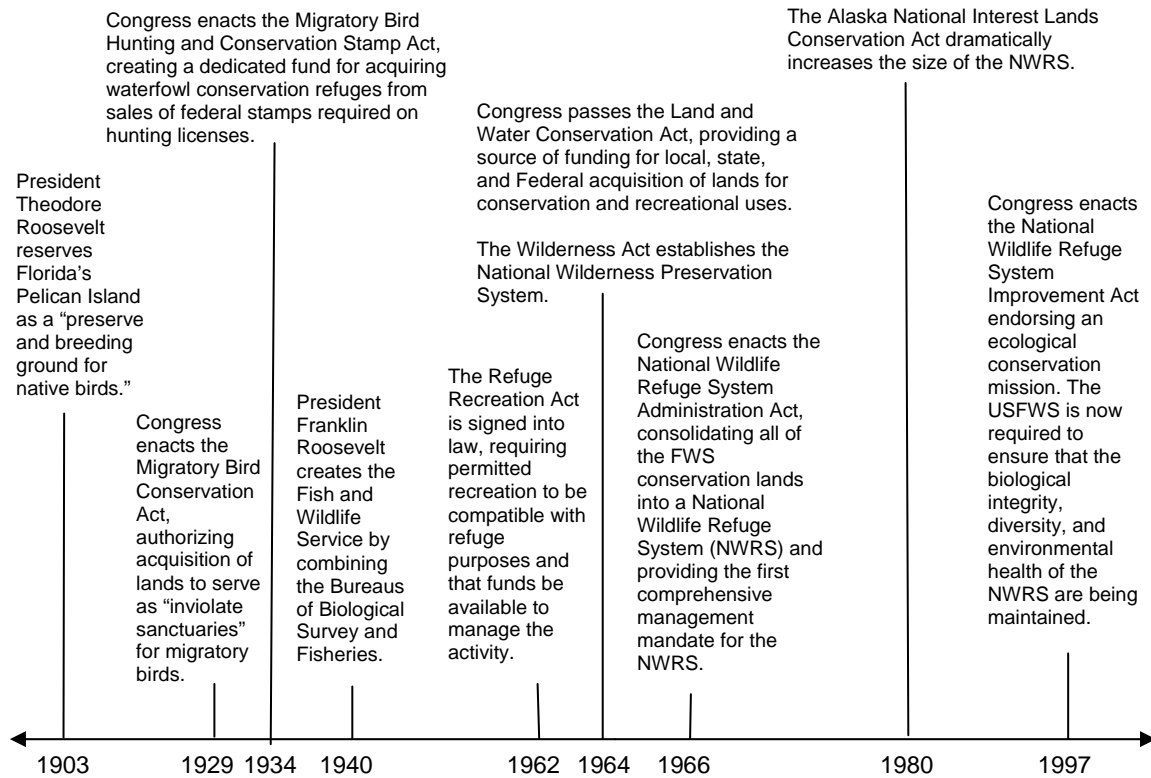 Congress enacts the Migratory Bird
Hunting and Conservation Stamp Act,
creating a dedicated fund for acquiring
waterfowl conservation refuges from
sales of federal stamps required on
hunting licenses.
The Alaska National Interest Lands
Conservation Act dramatically
increases the size of the NWRS.
Congress passes the Land and
Water Conservation Act, providing a
source of funding for local, state,
and Federal acquisition of lands for
conservation and recreational uses.
The Wilderness Act establishes the
National Wilderness Preservation
System.
President
Theodore
Roosevelt
reserves
Florida’s
Pelican Island
as a “preserve
and breeding
ground for
native birds.”
Congress
enacts the
Migratory Bird
Conservation
Act,
authorizing
acquisition of
lands to serve
as “inviolate
sanctuaries”
for migratory
birds.
President
Franklin
Roosevelt
creates the
Fish and
Wildlife
Service by
combining
the Bureaus
of Biological
Survey and
Fisheries.
The Refuge
Recreation Act
is signed into
law, requiring
permitted
recreation to be
compatible with
refuge
purposes and
that funds be
available to
manage the
activity.
Congress enacts the
National Wildlife
Refuge System
Administration Act,
consolidating all of
the FWS
conservation lands
into a National
Wildlife Refuge
System (NWRS) and
providing the first
comprehensive
management
mandate for the
NWRS.
Congress enacts
the National
Wildlife Refuge
System
Improvement Act
endorsing an
ecological
conservation
mission. The
USFWS is now
required to
ensure that the
biological
integrity,
diversity, and
environmental
health of the
NWRS are being
maintained.
1903 1929 1934 1940 1962 1964 1966 1980 1997